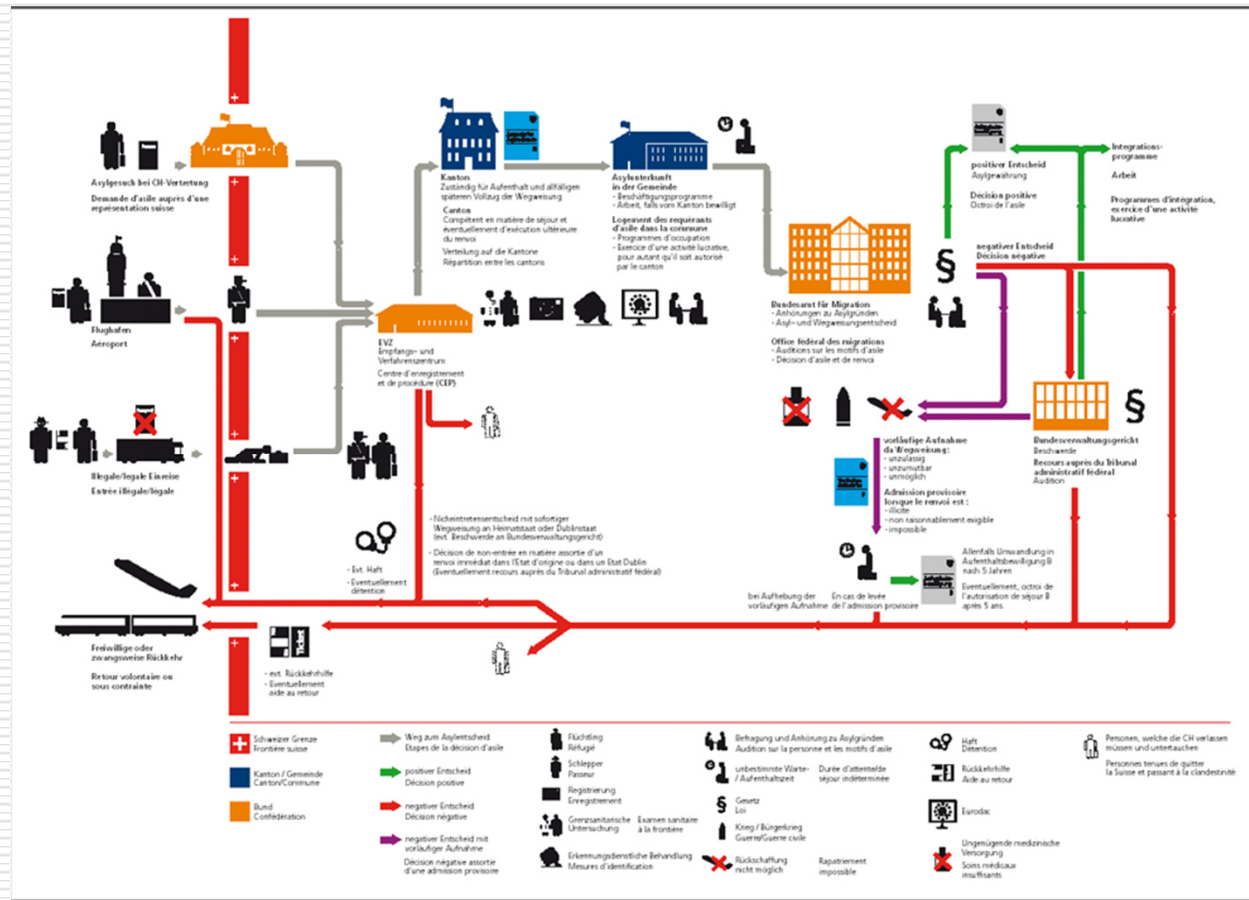 Asylgesuch bei CH-Vertretung
Demande d'asile auprès d'une
représentation suisse
Flughafen
Aéroport
Illegale/legale Einreise
Entrée illégale/légale
Freiwillige oder
zwangsweise Rückkehr
Retour volontaire ou
sous contrainte
EVZ
Empfangs- und
Verfahrenszentrum
Centre d'enregistrement
et de procédure (CEP)
Kanton
Zuständig für Aufenthalt und allfälligen
späteren Vollzug der Wegweisung
Canton
Compétent en matière de séjour et
éventuellement d'exécution ultérieure
du renvoi
Verteilung auf die Kantone
Répartition entre les cantons
Asylunterkunft
in der Gemeinde
- Beschäftigungsprogramme
- Arbeit, falls vom Kanton bewilligt
Logement des requérants
d'asile dans la commune
- Programmes d'occupation
- Exercice d'une activité lucrative,
pour autant qu'il soit autorisé
par le canton
Bundesamt für Migration
- Anhörungen zu Asylgründen
- Asyl- und Wegweisungsentscheid
Office fédéral des migrations
- Auditions sur les motifs d'asile
- Décision d'asile et de renvoi
§
positiver Entscheid
Asylgewährung
Décision positive
Octroi de l'asile
Integrations-
programme
Arbeit
Programmes d'intégration,
exercice d'une activité
lucrative
negativer Entscheid
Décision négative
§
Bundesverwaltungsgericht
Beschwerde
Recours auprès du Tribunal
administratif fédéral
Audition
vorläufige Aufnahme
da Wegweisung:
- unzulässig
- unzumutbar
- unmöglich
Admission provisoire
lorsque le renvoi est :
- illicite
- non raisonnablement exigible
- impossible
Allenfalls Umwandlung in
Aufenthaltsbewilligung B
nach 5 Jahren
Eventuellement, octroi de
l'autorisation de séjour B
après 5 ans.
bei Aufhebung der
vorläufigen Aufnahme
En cas de levée
de l'admission provisoire
- Nichteintretensentscheid mit sofortiger
Wegweisung an Heimatstaat oder Dublinstaat
(evt. Beschwerde an Bundesverwaltungsgericht)
- Décision de non-entrée en matière assortie d'un
renvoi immédiat dans l'Etat d'origine ou dans un Etat Dublin
(Eventuellement recours auprès du Tribunal administratif fédéral)
- Evt. Haft
- Eventuellement
détention
Ticket
- evt. Rückkehrhilfe
- Eventuellement
aide au retour
Schweizer Grenze
Frontière suisse
Kanton / Gemeinde
Canton/Commune
Bund
Confédération
Weg zum Asylentscheid
Etapes de la décision d'asile
positiver Entscheid
Décision positive
negativer Entscheid
Décision négative
negativer Entscheid mit
vorläufiger Aufnahme
Décision négative assortie
d'une admission provisoire
Flüchtling
Réfugié
Schlepper
Passeur
Registrierung
Enregistrement
Grenzsanitarische
Untersuchung
Examen sanitaire
à la frontière
Erkennungsdienstliche Behandlung
Mesures d'identification
Befragung und Anhörung zu Asylgründen
Audition sur la personne et les motifs d'asile
unbestimmte Warte-
/ Aufenthaltszeit
Durée d'attente/de
séjour indéterminée
§
Gesetz
Loi
Krieg / Bürgerkrieg
Guerre/Guerre civile
Rückschaffung
nicht möglich
Rapatriement
impossible
Haft
Détention
Rückkehrhilfe
Aide au retour
Eurodac
Ungenügende medizinische
Versorgung
Soins médicaux
insuffisants
Personen, welche die CH verlassen
müssen und untertauchen
Personnes tenues de quitter
la Suisse et passant à la clandestinité